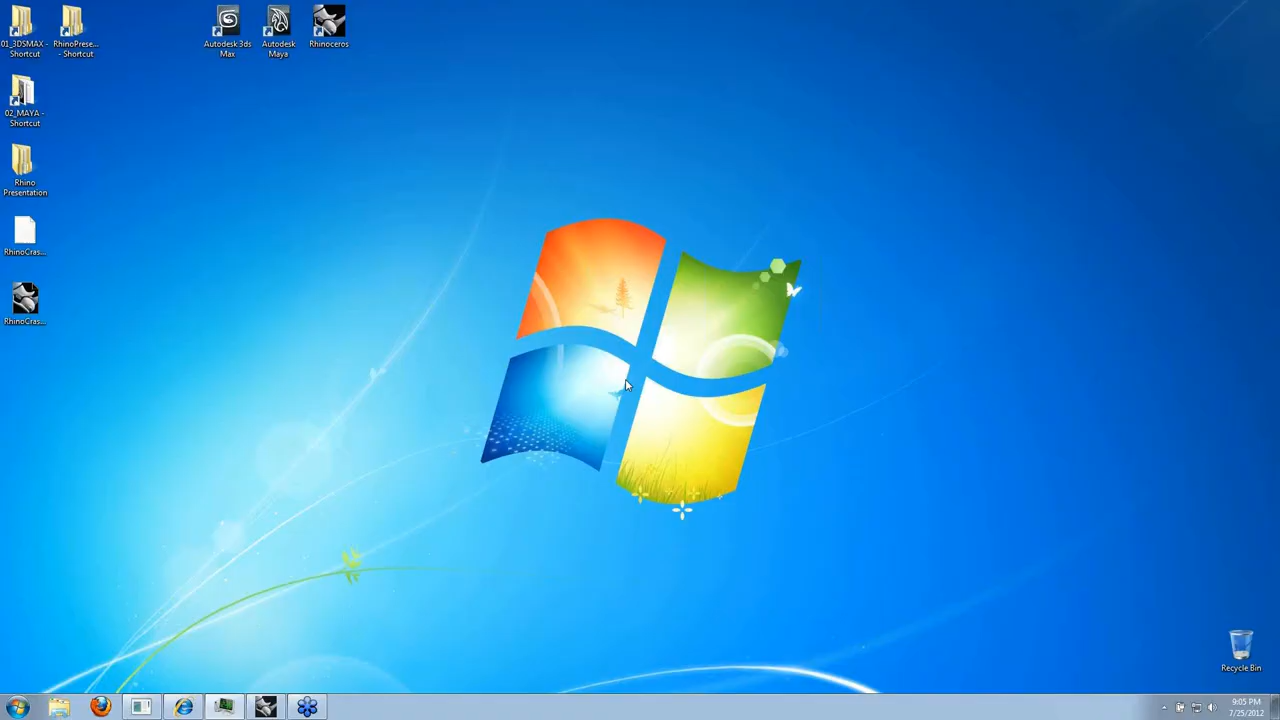 01_3DSMAX -
Shortcut
RhinoPrese...
- Shortcut
Autodesk 3ds
Max
Autodesk
Maya
Rhinoceros
02_MAYA -
Shortcut
Rhino
Presentation
RhinoCras...
RhinoCras...
Recycle Bin
9:05 PM
7/25/2012